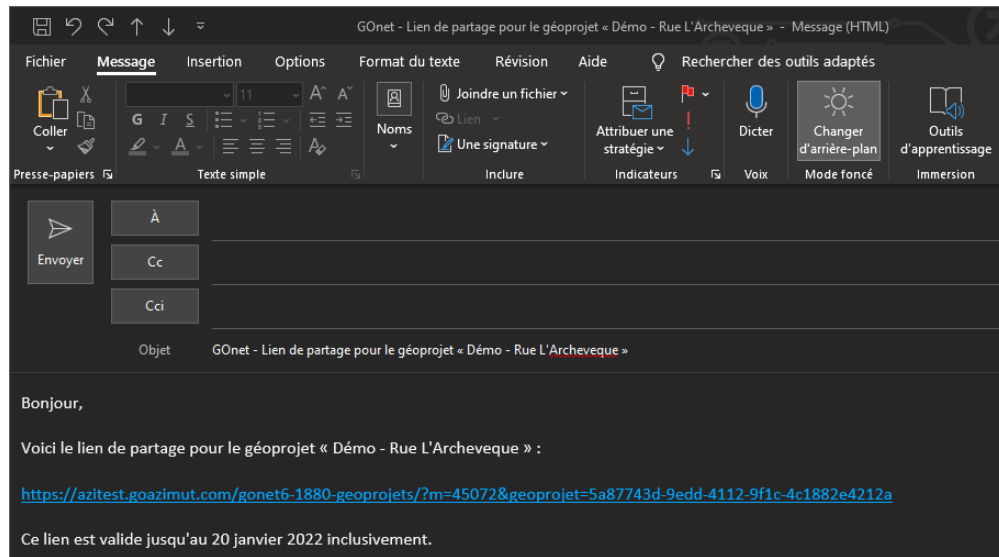 GOnet - Lien de partage pour le géoprojet « Démo - Rue L'Archeveque » - Message (HTML)
Fichier Message Insertion Options Format du texte Révision Aide Rechercher des outils adaptés
Coller
Presse-papiers
11 A A
G I S
A A
Texte simple
Noms
Joindre un fichier
Lien
Une signature
Inclure
Attribuer une
stratégie
Indicateurs
Dicter
Voix
Changer
d'arrière-plan
Mode foncé
Outils
d'apprentissage
Immersion
Envoyer
À
Cc
Cci
Objet GOnet - Lien de partage pour le géoprojet « Démo - Rue L'Archeveque »
Bonjour,
Voici le lien de partage pour le géoprojet « Démo - Rue L'Archeveque » :
https://azitest.goazimut.com/gonet6-1880-geoprojets/?m=45072&geoprojet=5a87743d-9edd-4112-9f1c-4c1882e4212a
Ce lien est valide jusqu'au 20 janvier 2022 inclusivement.